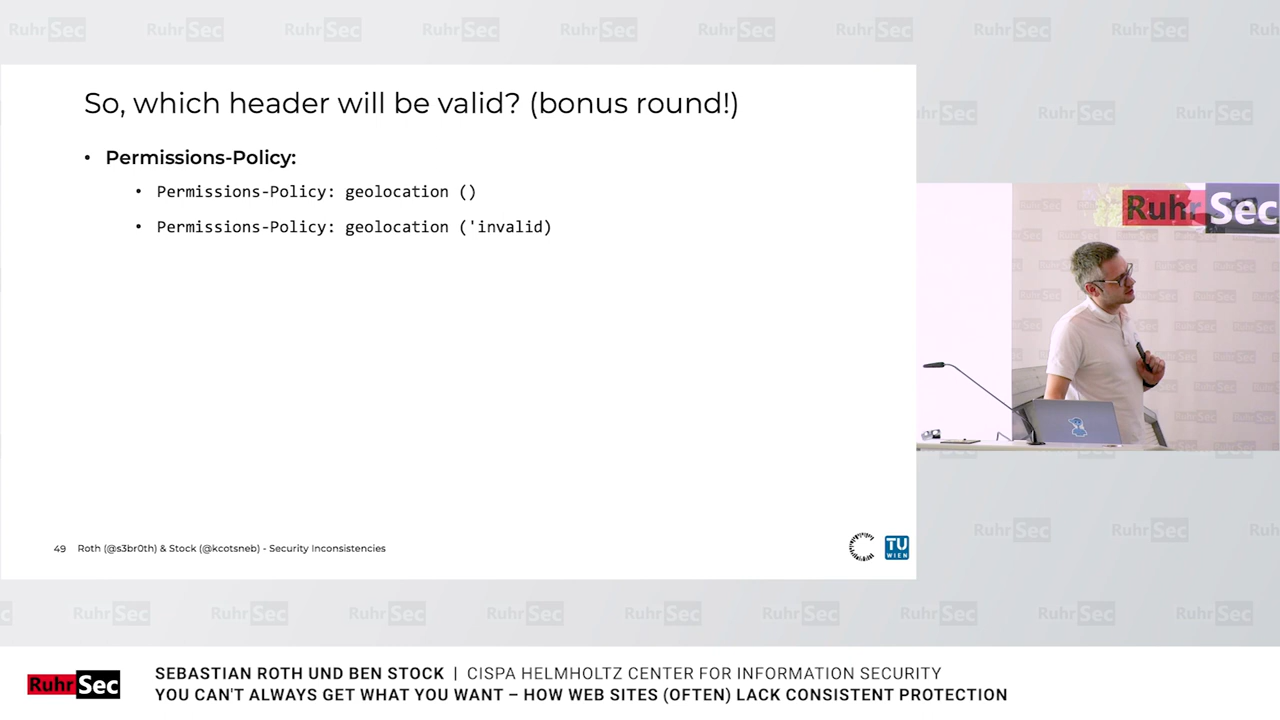 So, which header will be valid? (bonus round!)
• Permissions-Policy:
• Permissions-Policy: geolocation ()
• Permissions-Policy: geolocation ('invalid)
49 Roth (@s3br0th) & Stock (@kcotsneb) - Security Inconsistencies
TU
WIEN
RuhrSec
RuhrSec
SEBASTIAN ROTH UND BEN STOCK | CISPA HELMHOLTZ CENTER FOR INFORMATION SECURITY
YOU CAN'T ALWAYS GET WHAT YOU WANT – HOW WEB SITES (OFTEN) LACK CONSISTENT PROTECTION